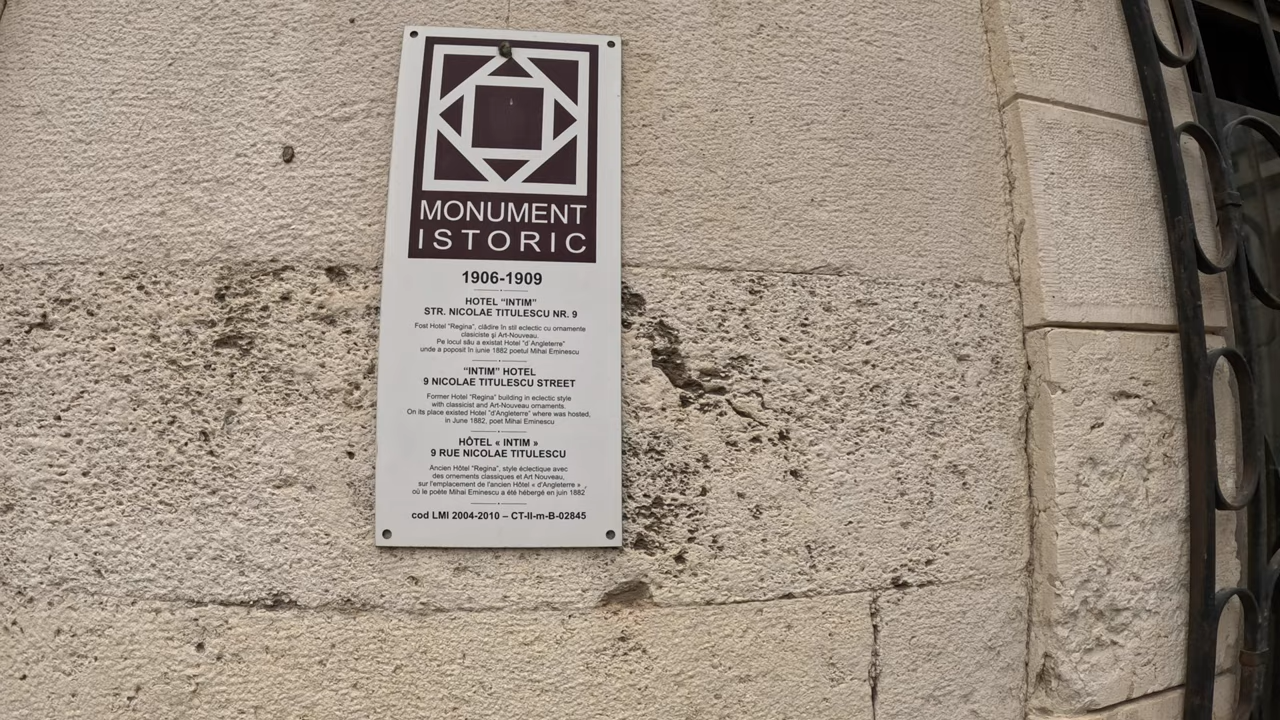 MONUMENT
ISTORIC
1906-1909
HOTEL “INTIM”
STR. NICOLAE TITULESCU NR. 9
Fost Hotel “Regina”, clădire în stil eclectic cu ornamente
clasiciste şi Art-Nouveau.
Pe locul său a existat Hotel “d`Angleterre”
unde a poposit în iunie 1882 poetul Mihai Eminescu
“INTIM” HOTEL
9 NICOLAE TITULESCU STREET
Former Hotel “Regina” building in eclectic style
with classicist and Art-Nouveau ornaments.
On its place existed Hotel “d'Angleterre” where was hosted,
in June 1882, poet Mihai Eminescu
HÔTEL « INTIM »
9 RUE NICOLAE TITULESCU
Ancien Hôtel “Regina”, style éclectique avec
des ornements classiques et Art Nouveau,
sur l'emplacement de l'ancien Hôtel « d'Angleterre » ,
où le poète Mihai Eminescu a été hébergé en juin 1882
cod LMI 2004-2010 – CT-II-m-B-02845